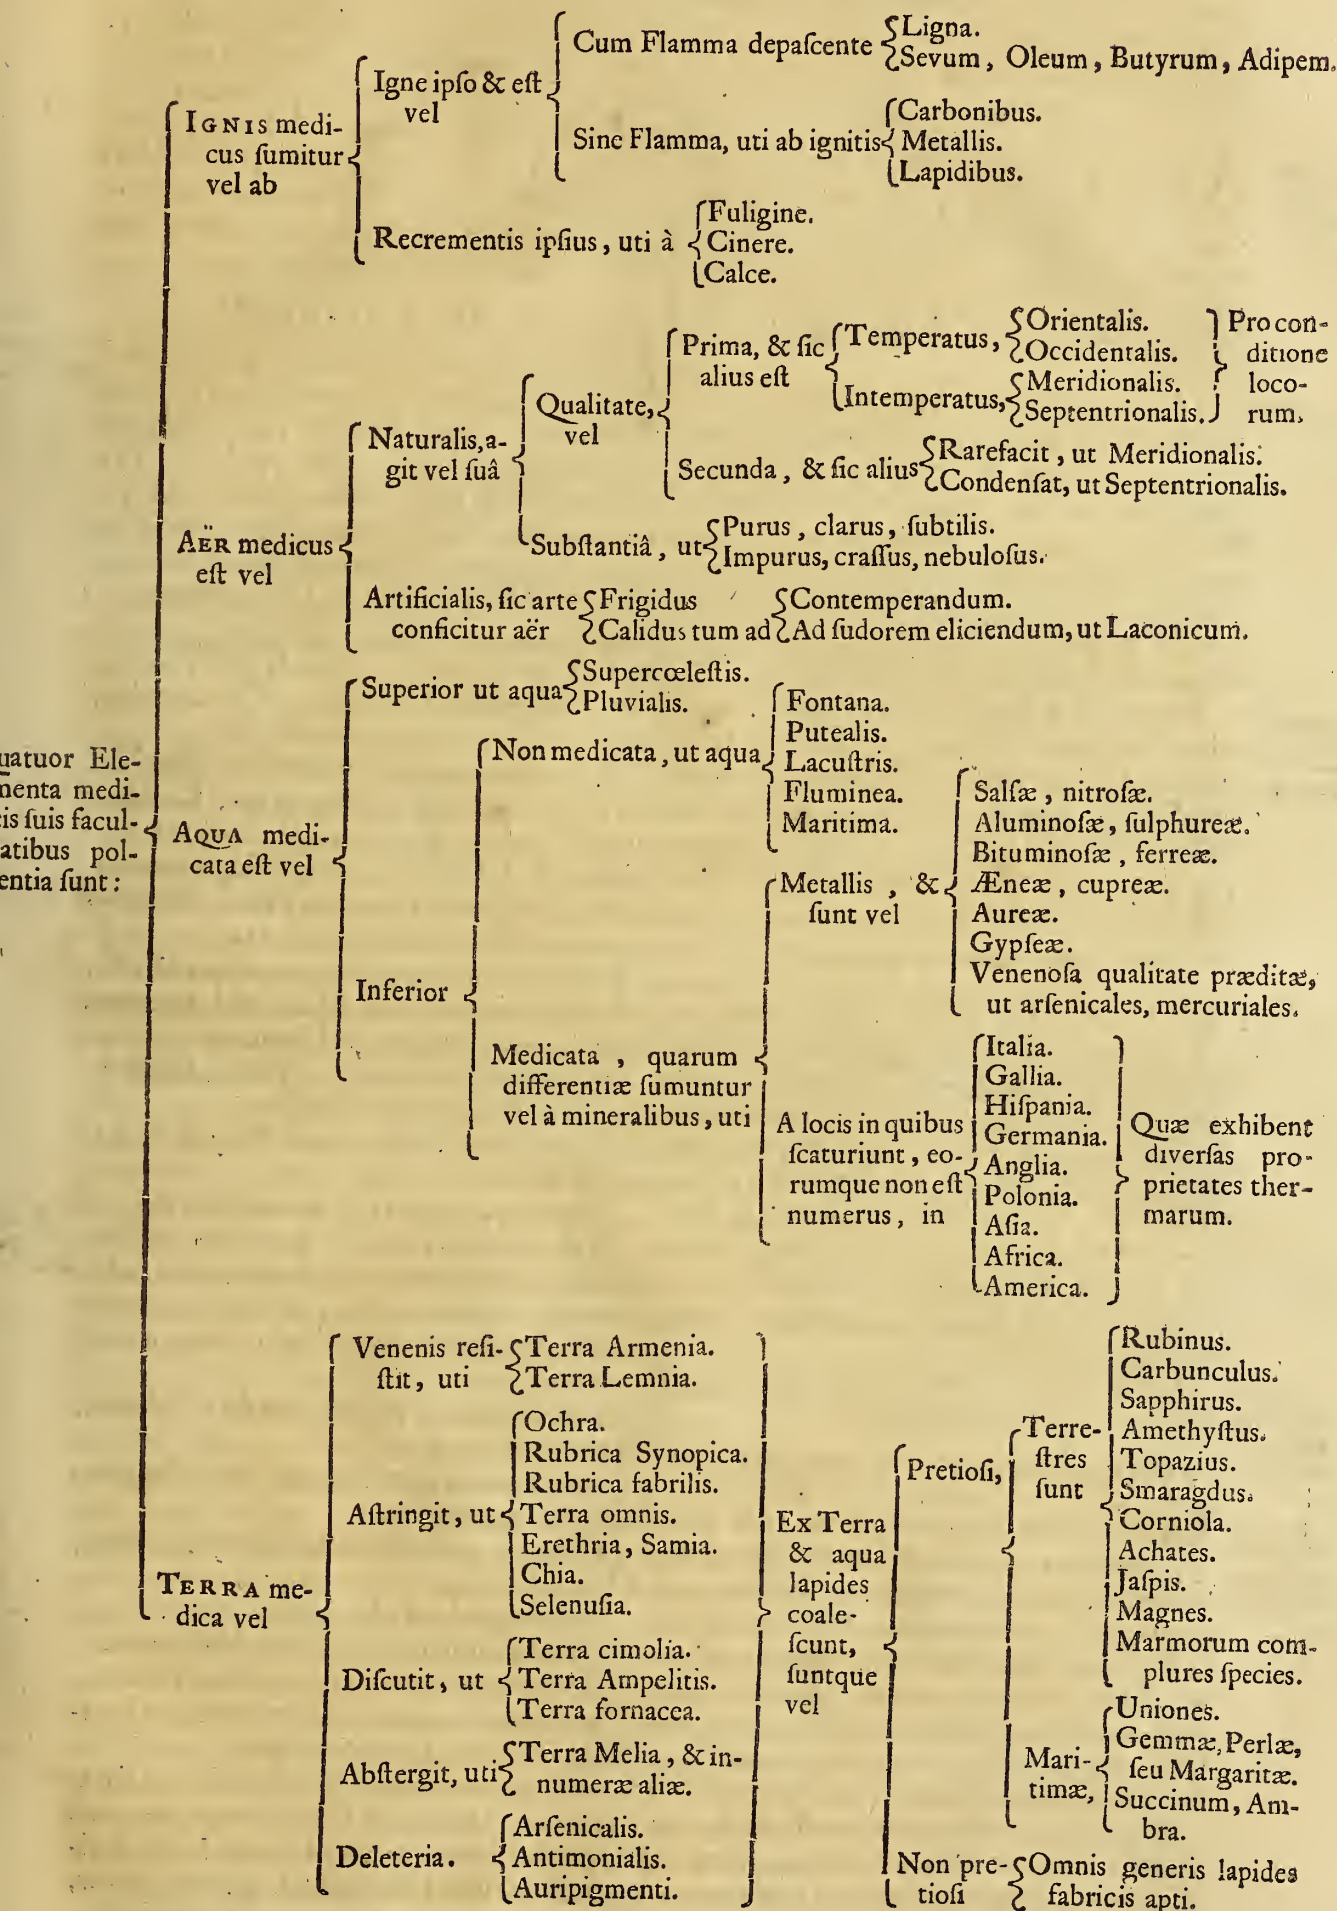 Cum Flamma depaſcente
Ligna.
Sevum, Oleum, Butyrum, Adipem.
Igne ipſo & eſt
vel
Sine Flamma, uti ab ignitis
Carbonibus.
Metallis.
Lapidibus.
IGNIS medi-
cus ſumitur
vel ab
Recrementis ipſius, uti à
Fuligine.
Cinere.
Calce.
Prima, & ſic
alius eſt
Temperatus,
Orientalis.
Occidentalis.
Intemperatus,
Meridionalis.
Septentrionalis.
Pro con-
ditione
loco-
rum.
Qualitate,
vel
Naturalis, a-
git vel ſuâ
Secunda, & ſic alius
Rarefacit, ut Meridionalis.
Condenſat, ut Septentrionalis.
Subſtantiâ, ut
Purus, clarus, ſubtilis.
Impurus, craſſus, nebuloſus.
AËR medicus
eſt vel
Artificialis, ſic arte
conficitur aër
Frigidus
Calidus tum ad
Contemperandum.
Ad ſudorem eliciendum, ut Laconicum.
Superior ut aqua
Supercœleſtis.
Pluvialis.
Non medicata, ut aqua
Fontana.
Putealis.
Lacuſtris.
Fluminea.
Maritima.
uatuor Ele-
menta medi-
cis ſuis facul-
atibus pol-
entia ſunt:
AQUA medi-
cata eſt vel
Metallis, &
ſunt vel
Salſæ, nitroſæ.
Aluminoſæ, ſulphureæ.
Bituminoſæ, ferreæ.
Æneæ, cupreæ.
Aureæ.
Gypſeæ.
Venenoſa qualitate præditæ,
ut arſenicales, mercuriales.
Inferior
Medicata, quarum
differentiæ ſumuntur
vel à mineralibus, uti
A locis in quibus
ſcaturiunt, eo-
rumque non eſt
numerus, in
Italia.
Gallia.
Hiſpania.
Germania.
Anglia.
Polonia.
Aſia.
Africa.
America.
Quæ exhibent
diverſas pro-
prietates ther-
marum.
Venenis reſi-
ſtit, uti
Terra Armenia.
Terra Lemnia.
Aſtringit, ut
Ochra.
Rubrica Synopica.
Rubrica fabrilis.
Terra omnis.
Erethria, Samia.
Chia.
Selenuſia.
TERRA me-
dica vel
Diſcutit, ut
Terra cimolia.
Terra Ampelitis.
Terra fornacea.
Abſtergit, uti
Terra Melia, & in-
numeræ aliæ.
Deleteria.
Arſenicalis.
Antimonialis.
Auripigmenti.
Ex Terra
& aqua
lapides
coale-
ſcunt,
ſuntque
vel
Pretioſi,
Terre-
ſtres
ſunt
Rubinus.
Carbunculus.
Sapphirus.
Amethyſtus.
Topazius.
Smaragdus.
Corniola.
Achates.
Jaſpis.
Magnes.
Marmorum com-
plures ſpecies.
Mari-
timæ,
Uniones.
Gemmæ, Perlæ,
ſeu Margaritæ.
Succinum, Am-
bra.
Non pre-
tioſi
Omnis generis lapides
fabricis apti.